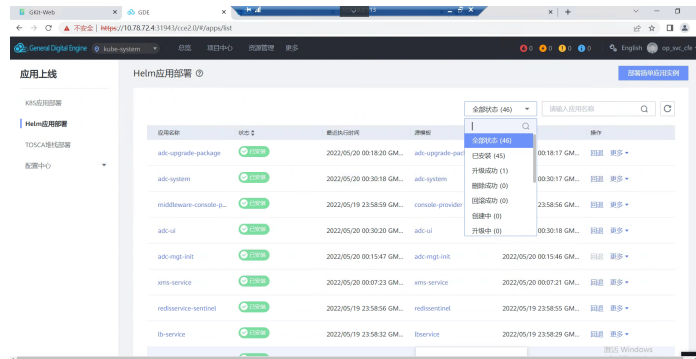 GKit-Web
GDE
不安全 | https://10.78.72.4:31943/cce2.0/#/apps/list
General Digital Engine
kube-system
总览
项目中心
资源管理
更多
0
0
0
0
English
op_svc_cfe
应用上线
Helm应用部署
部署简单应用实例
K8S应用部署
Helm应用部署
TOSCA堆栈部署
配置中心
全部状态 (46)
请输入应用名称
全部状态 (46)
已安装 (45)
升级成功 (1)
删除成功 (0)
回滚成功 (0)
创建中 (0)
升级中 (0)
应用名称 状态 最近执行时间 源模板 操作
adc-upgrade-package 已安装 2022/05/20 00:18:20 GM... adc-upgrade-pac 00:18:17 GM... 回退 更多
adc-system 已安装 2022/05/20 00:30:18 GM... adc-system 00:30:17 GM... 回退 更多
middleware-console-p... 已安装 2022/05/19 23:58:59 GM... console-provider 23:58:56 GM... 回退 更多
adc-ui 已安装 2022/05/20 00:30:20 GM... adc-ui 00:30:18 GM... 回退 更多
adc-mgt-init 已安装 2022/05/20 00:15:47 GM... adc-mgt-init 2022/05/20 00:15:46 GM... 回退 更多
xms-service 已安装 2022/05/20 00:07:23 GM... xms-service 2022/05/20 00:07:21 GM... 回退 更多
redisservice-sentinel 已安装 2022/05/19 23:58:56 GM... redissentinel 2022/05/19 23:58:55 GM... 回退 更多
lb-service 已安装 2022/05/19 23:58:32 GM... lbservice 2022/05/19 23:58:29 GM... 回退 更多
激活 Windows